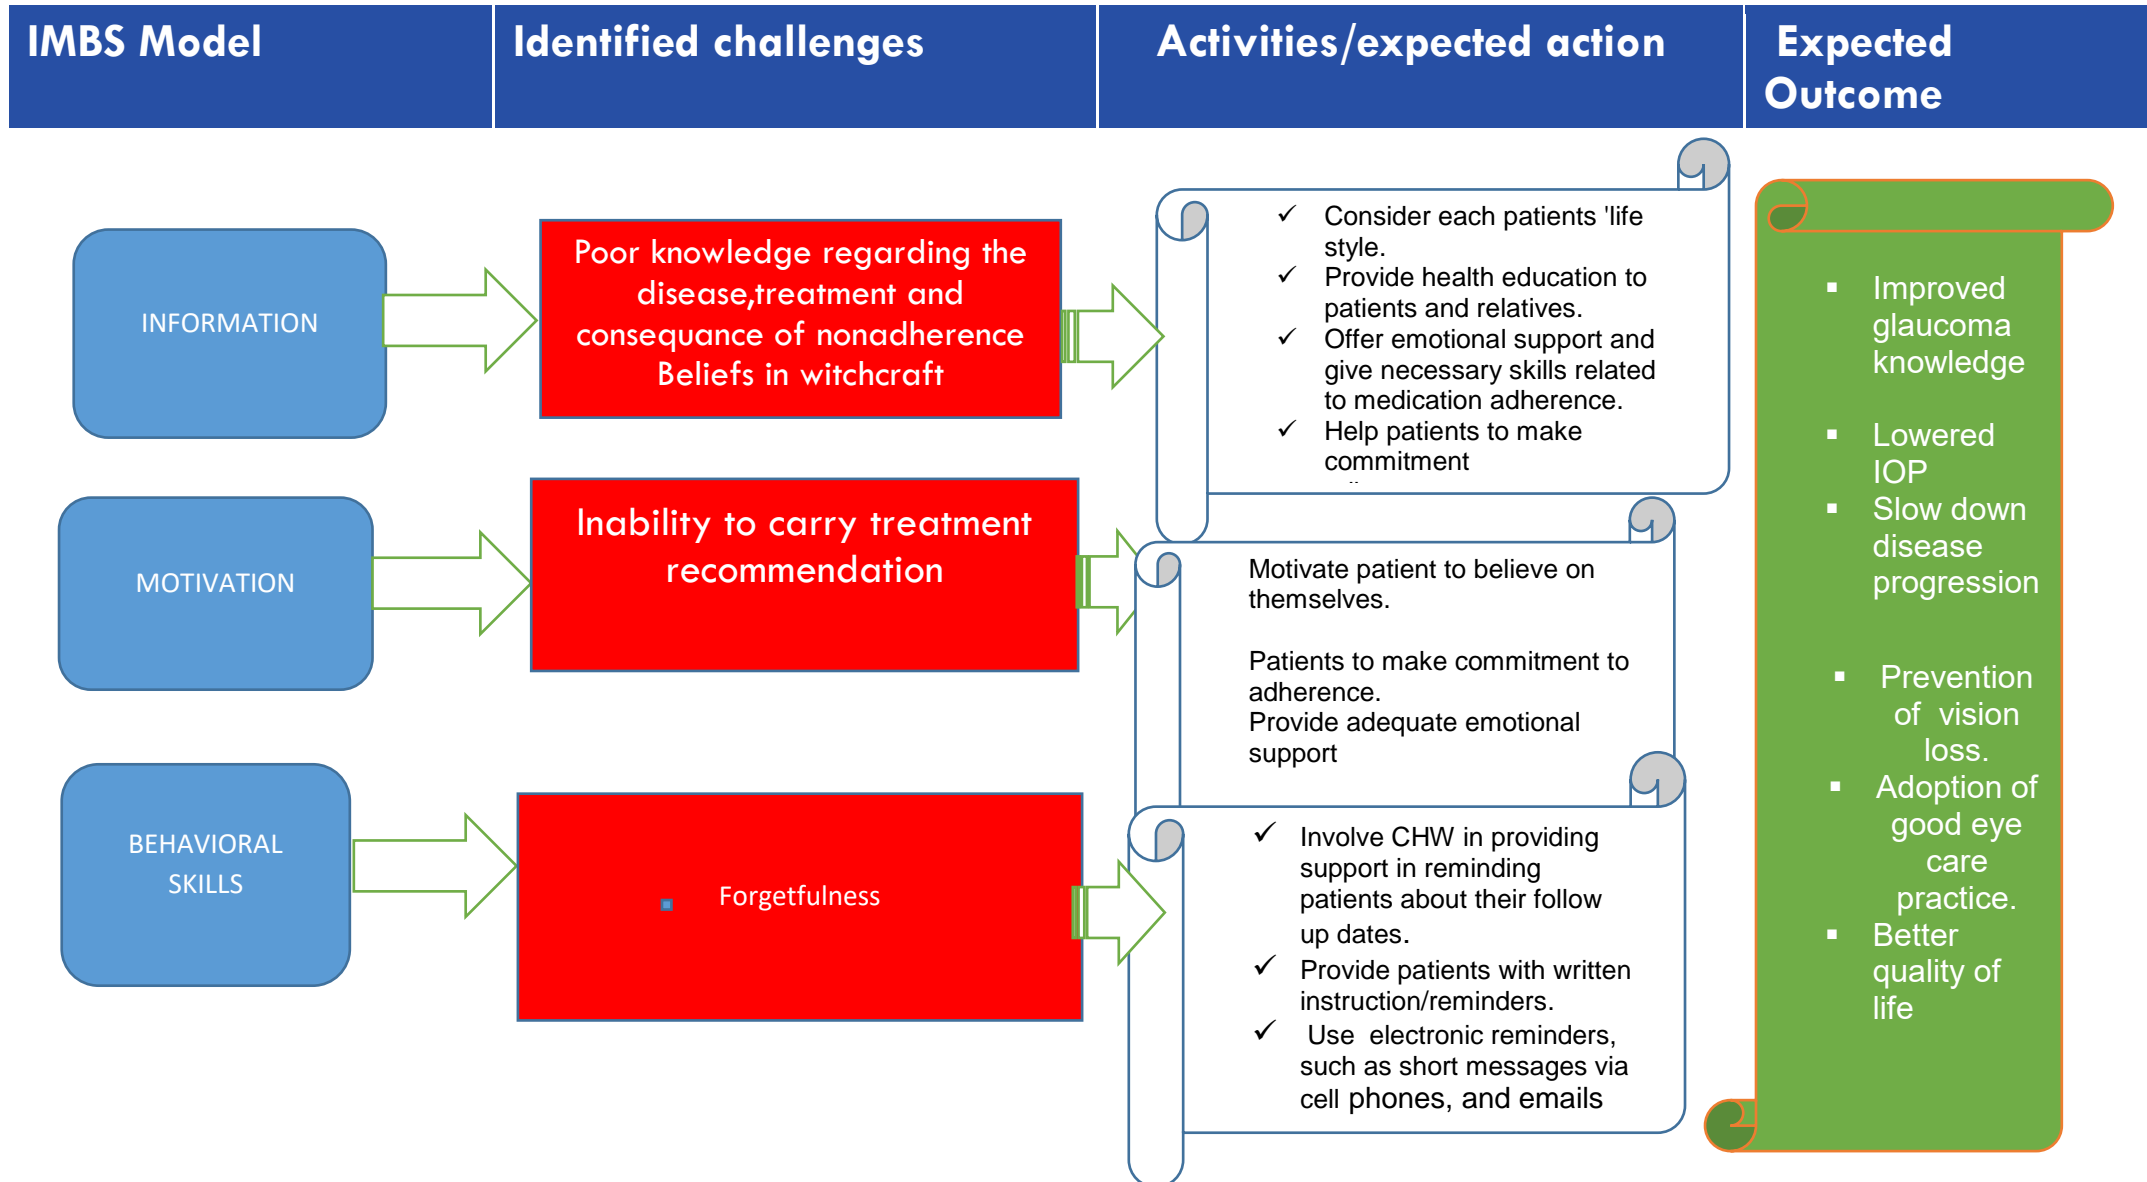 IMBS Model
Identified challenges
Activities/expected action
Expected
Outcome
INFORMATION
Poor knowledge regarding the
disease,treatment and
consequance of nonadherence
Beliefs in witchcraft
✓ Consider each patients 'life
style.
✓ Provide health education to
patients and relatives.
✓ Offer emotional support and
give necessary skills related
to medication adherence.
✓ Help patients to make
commitment
MOTIVATION
Inability to carry treatment
recommendation
Motivate patient to believe on
themselves.
Patients to make commitment to
adherence.
Provide adequate emotional
support
BEHAVIORAL
SKILLS
Forgetfulness
✓ Involve CHW in providing
support in reminding
patients about their follow
up dates.
✓ Provide patients with written
instruction/reminders.
✓ Use electronic reminders,
such as short messages via
cell phones, and emails
▪ Improved
glaucoma
knowledge
▪ Lowered
IOP
▪ Slow down
disease
progression
▪ Prevention
of vision
loss.
▪ Adoption of
good eye
care
practice.
▪ Better
quality of
life